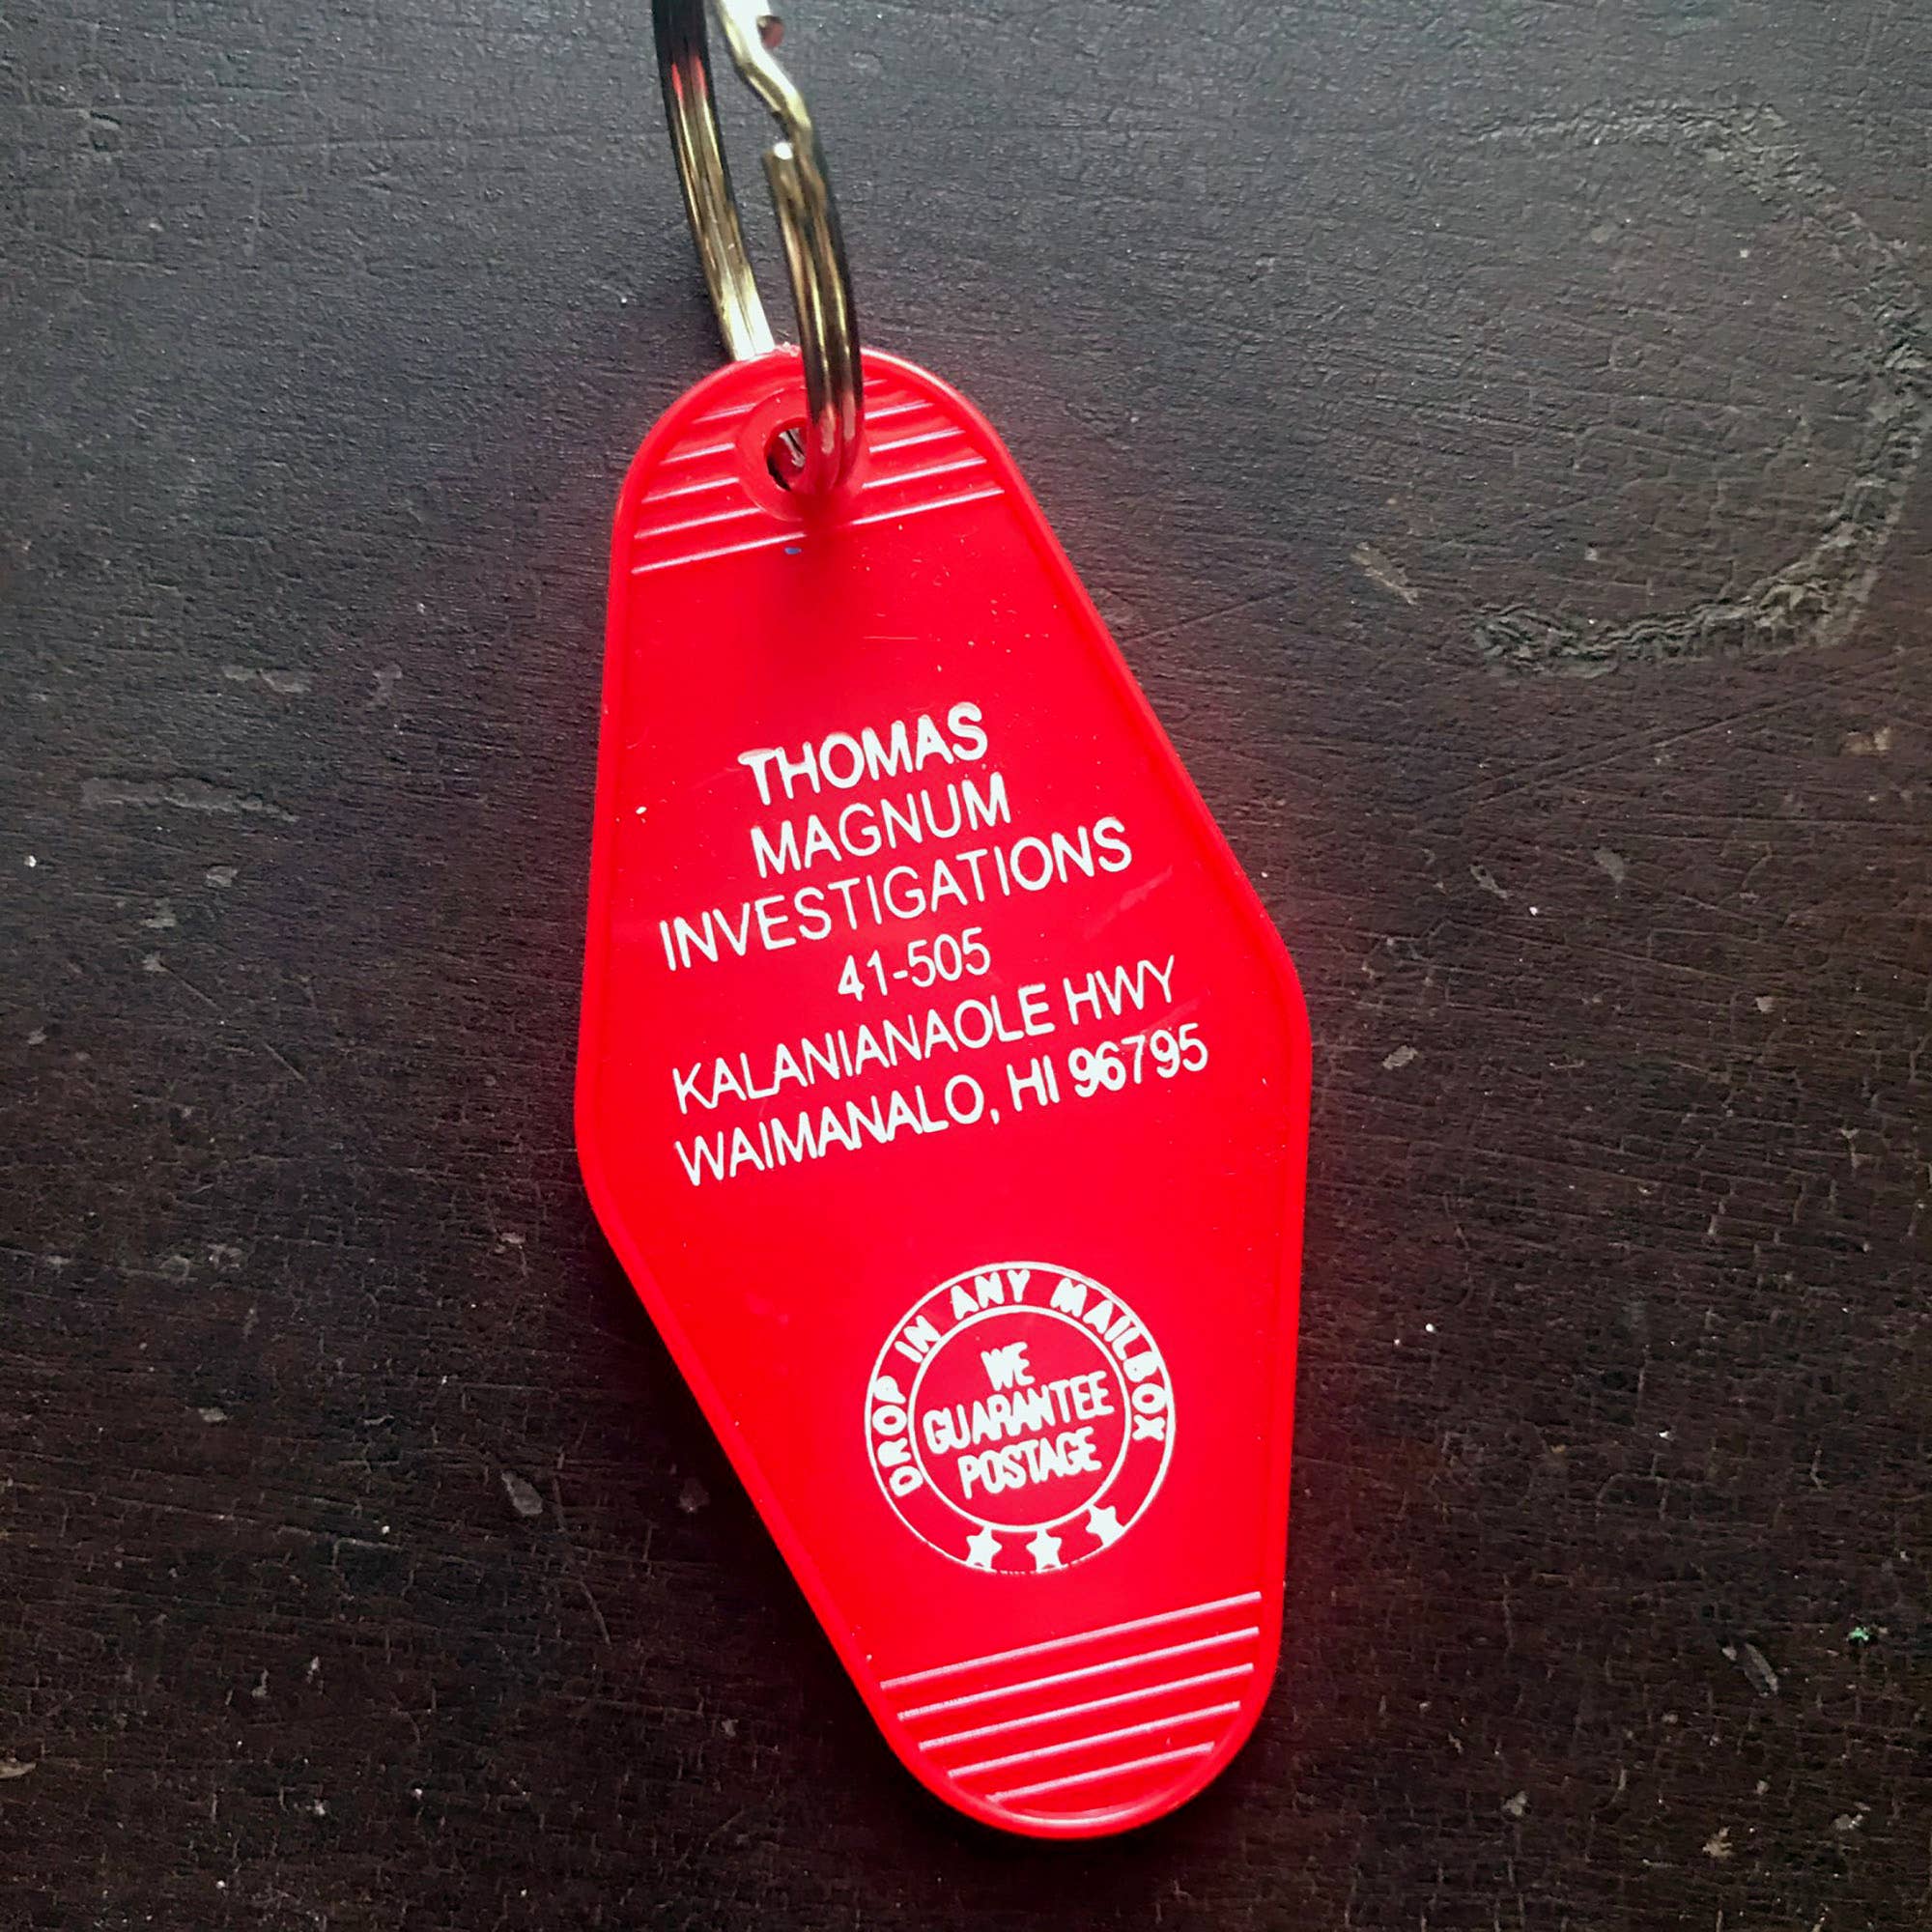 THOMAS
MAGNUM
INVESTIGATIONS
41-505
KALANIANAOLE HWY
WAIMANALO, HI 96795
DROP IN ANY MAILBOX
WE
GUARANTEE
POSTAGE